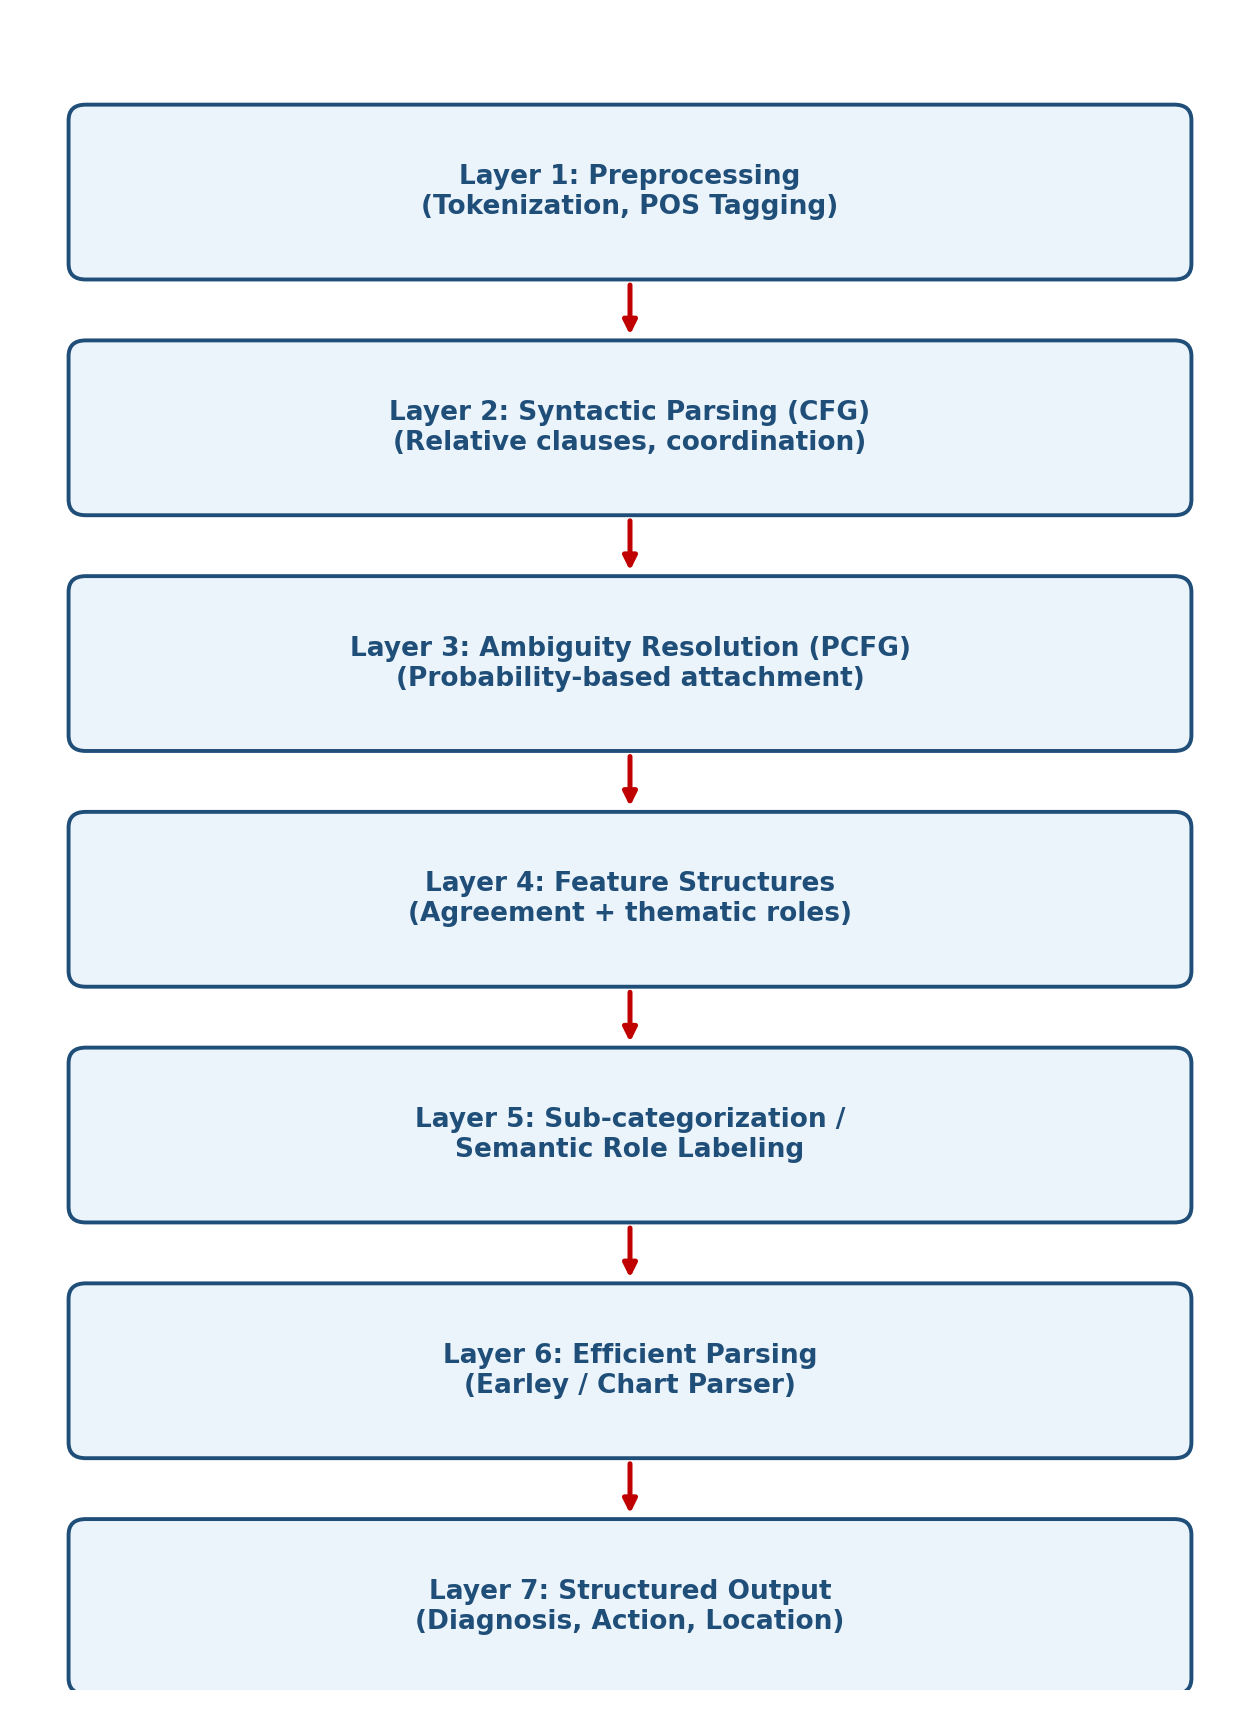 Layer 1: Preprocessing
(Tokenization, POS Tagging)
Layer 2: Syntactic Parsing (CFG)
(Relative clauses, coordination)
Layer 3: Ambiguity Resolution (PCFG)
(Probability-based attachment)
Layer 4: Feature Structures
(Agreement + thematic roles)
Layer 5: Sub-categorization /
Semantic Role Labeling
Layer 6: Efficient Parsing
(Earley / Chart Parser)
Layer 7: Structured Output
(Diagnosis, Action, Location)